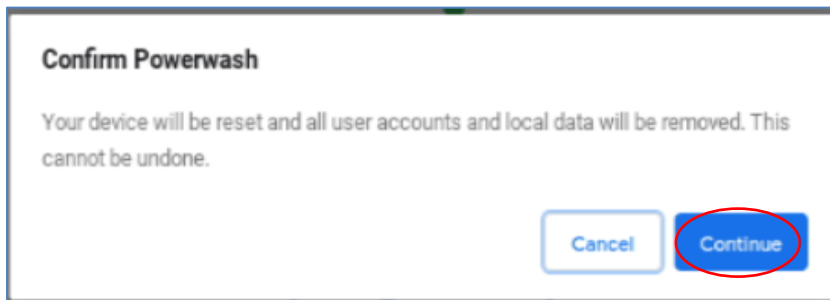 Confirm Powerwash
Your device will be reset and all user accounts and local data will be removed. This
cannot be undone.
Cancel
Continue